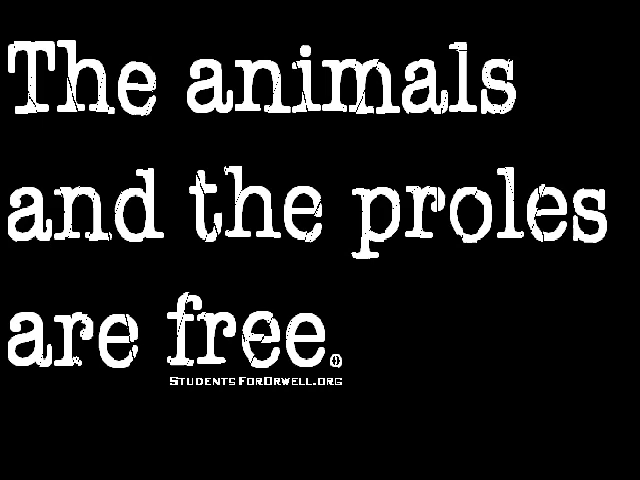 The animals
and the proles
are free.
StudentsForOrwell.org